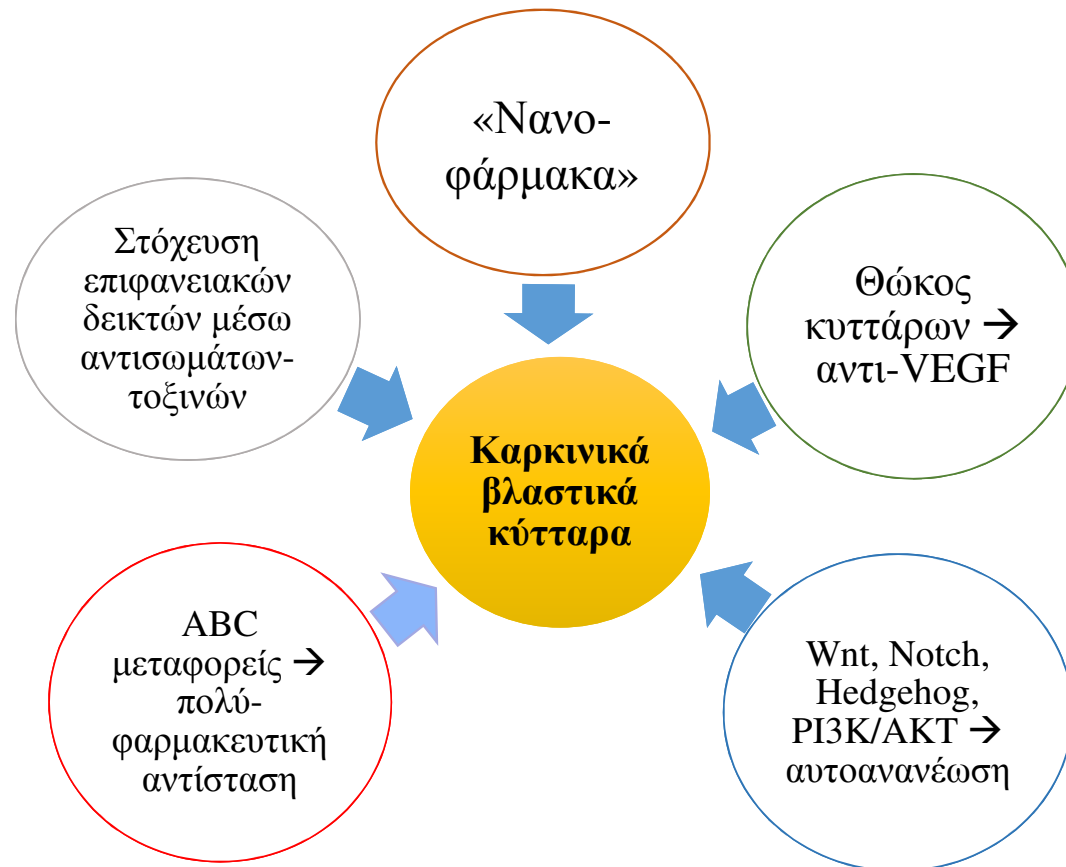 «Νανο-
φάρμακα»
Στόχευση
επιφανειακών
δεικτών μέσω
αντισωμάτων-
τοξινών
Θώκος
κυττάρων →
αντι-VEGF
Καρκινικά
βλαστικά
κύτταρα
ABC
μεταφορείς →
πολύ-
φαρμακευτική
αντίσταση
Wnt, Notch,
Hedgehog,
PI3K/AKT →
αυτοανανέωση